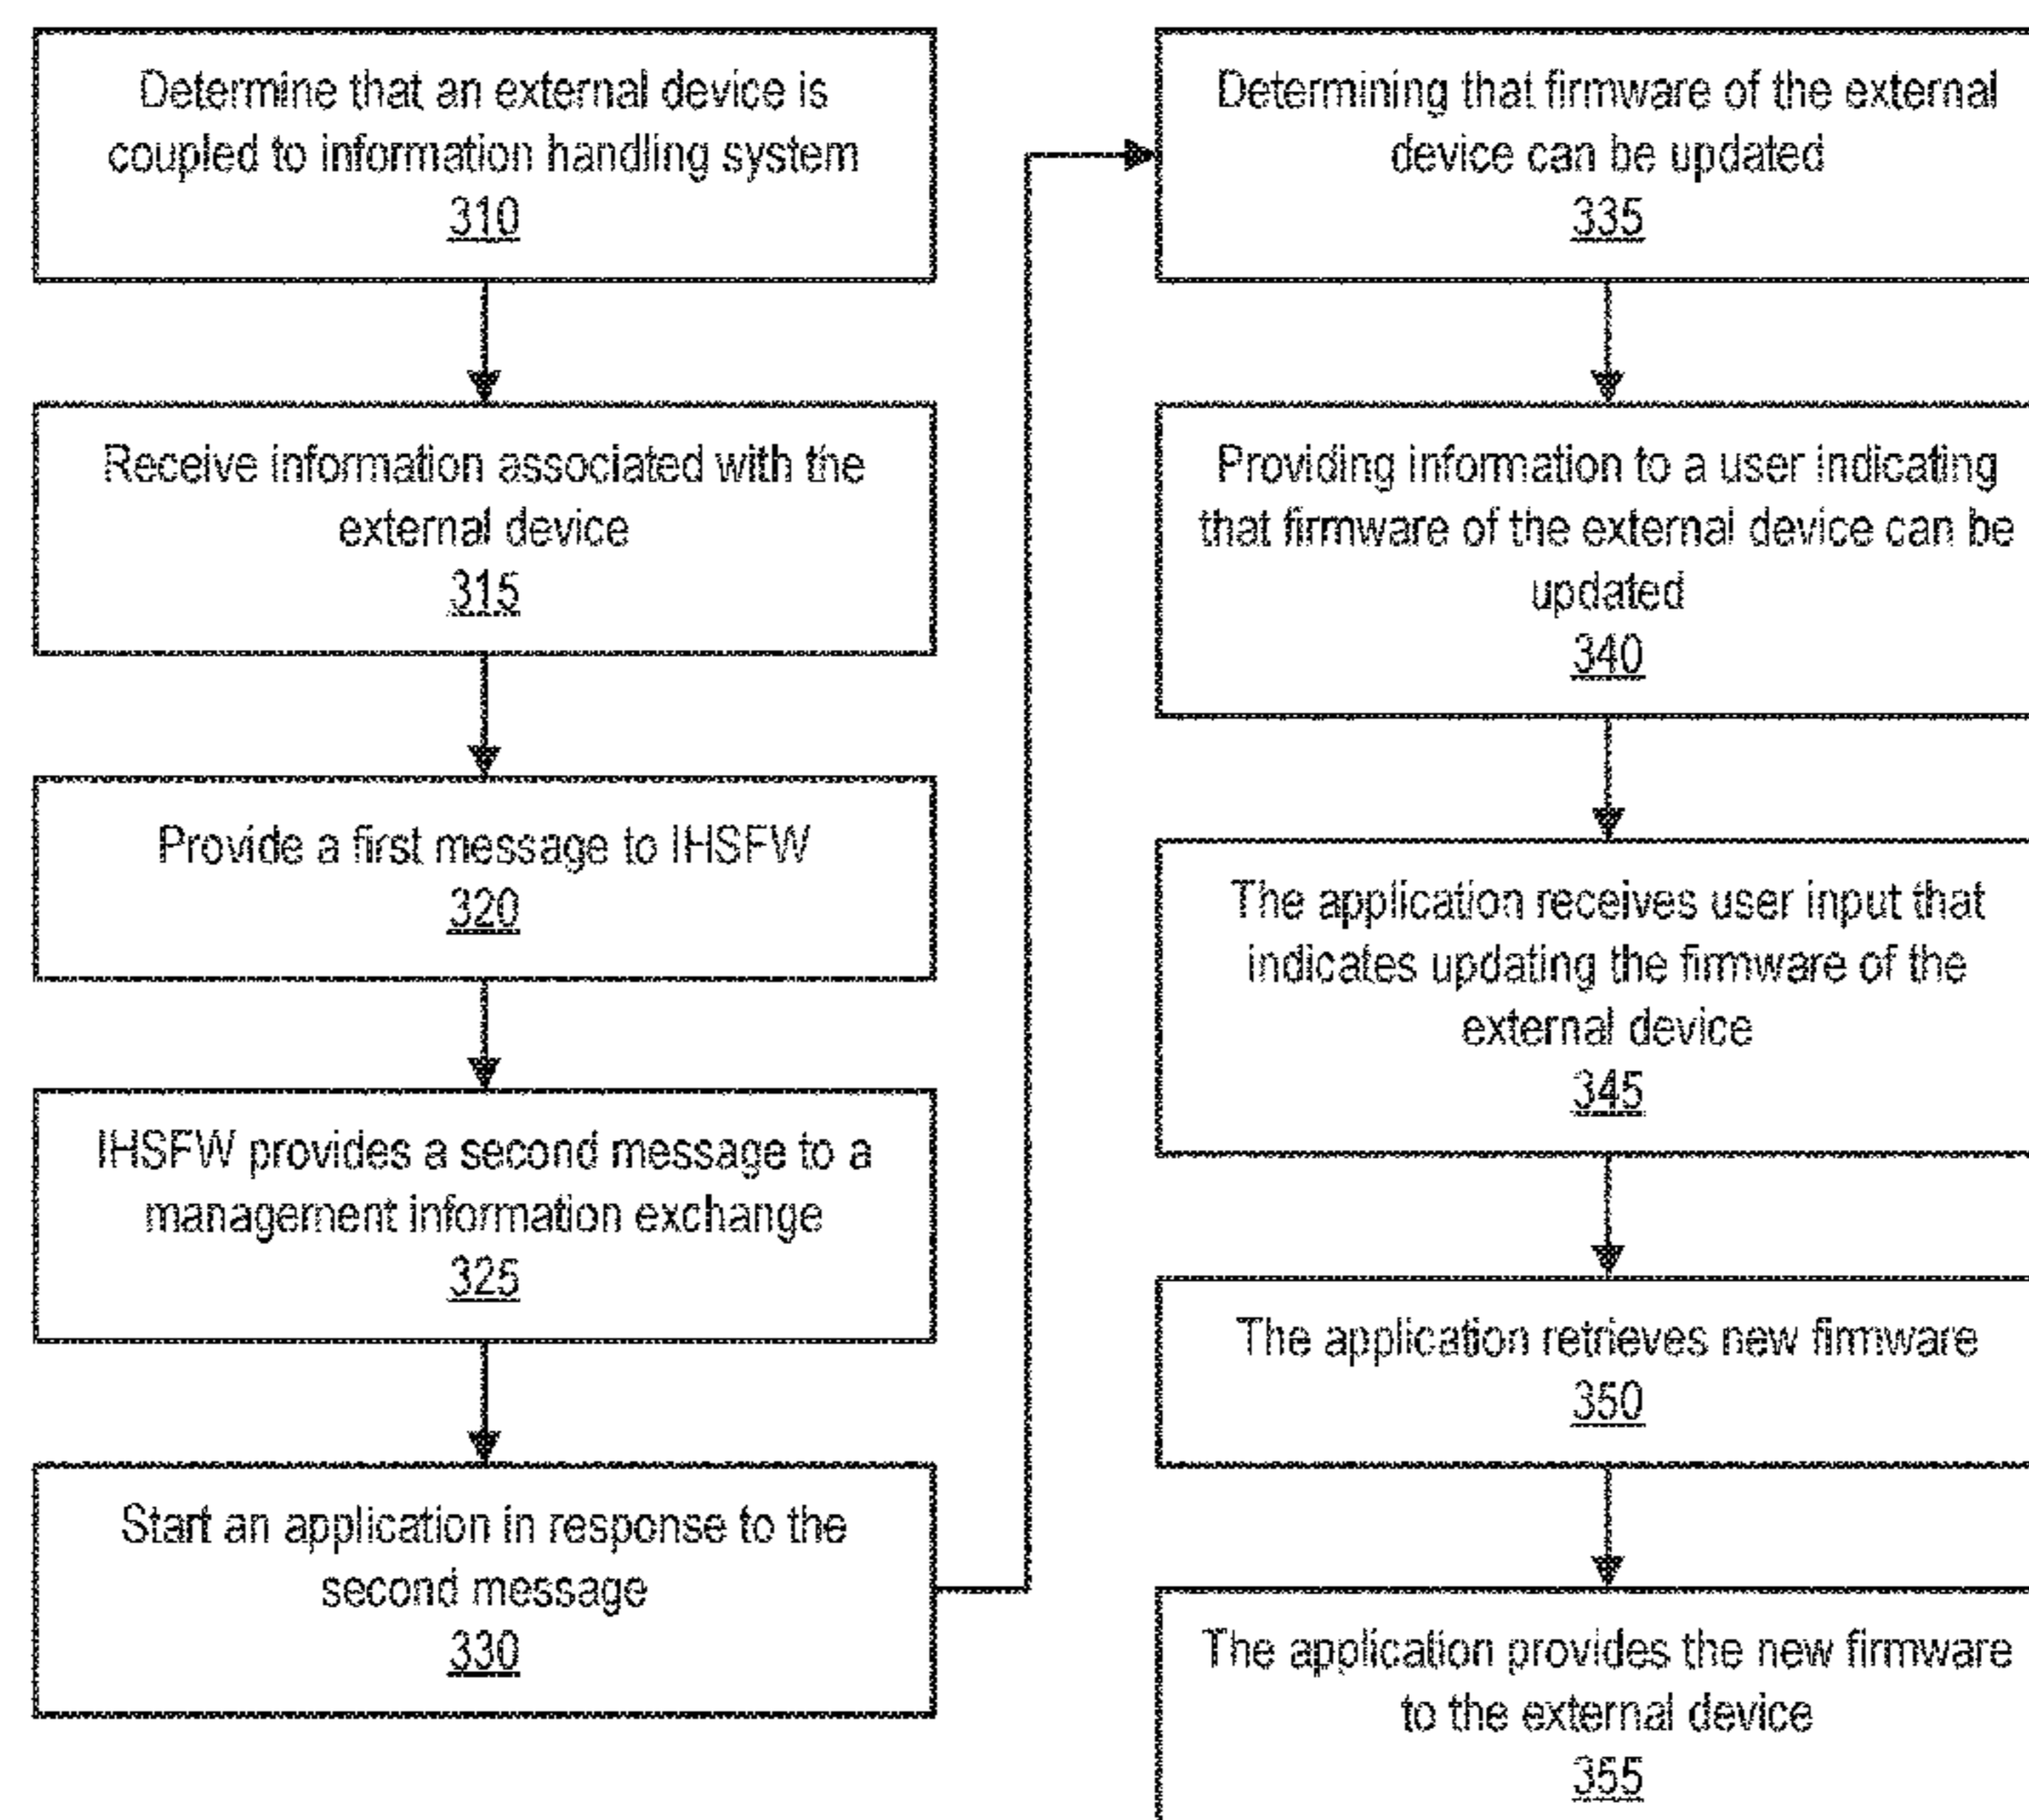 Determine that an external device is
coupled to information handling system
310
Receive information associated with the
external device
315
Provide a first message to IHSFW
320
IHSFW provides a second message to a
management information exchange
325
Start an application in response to the
second message
330
Determining that firmware of the external
device can be updated
335
Providing information to a user indicating
that firmware of the external device can be
updated
340
The application receives user input that
indicates updating the firmware of the
external device
345
The application retrieves new firmware
350
The application provides the new firmware
to the external device
355